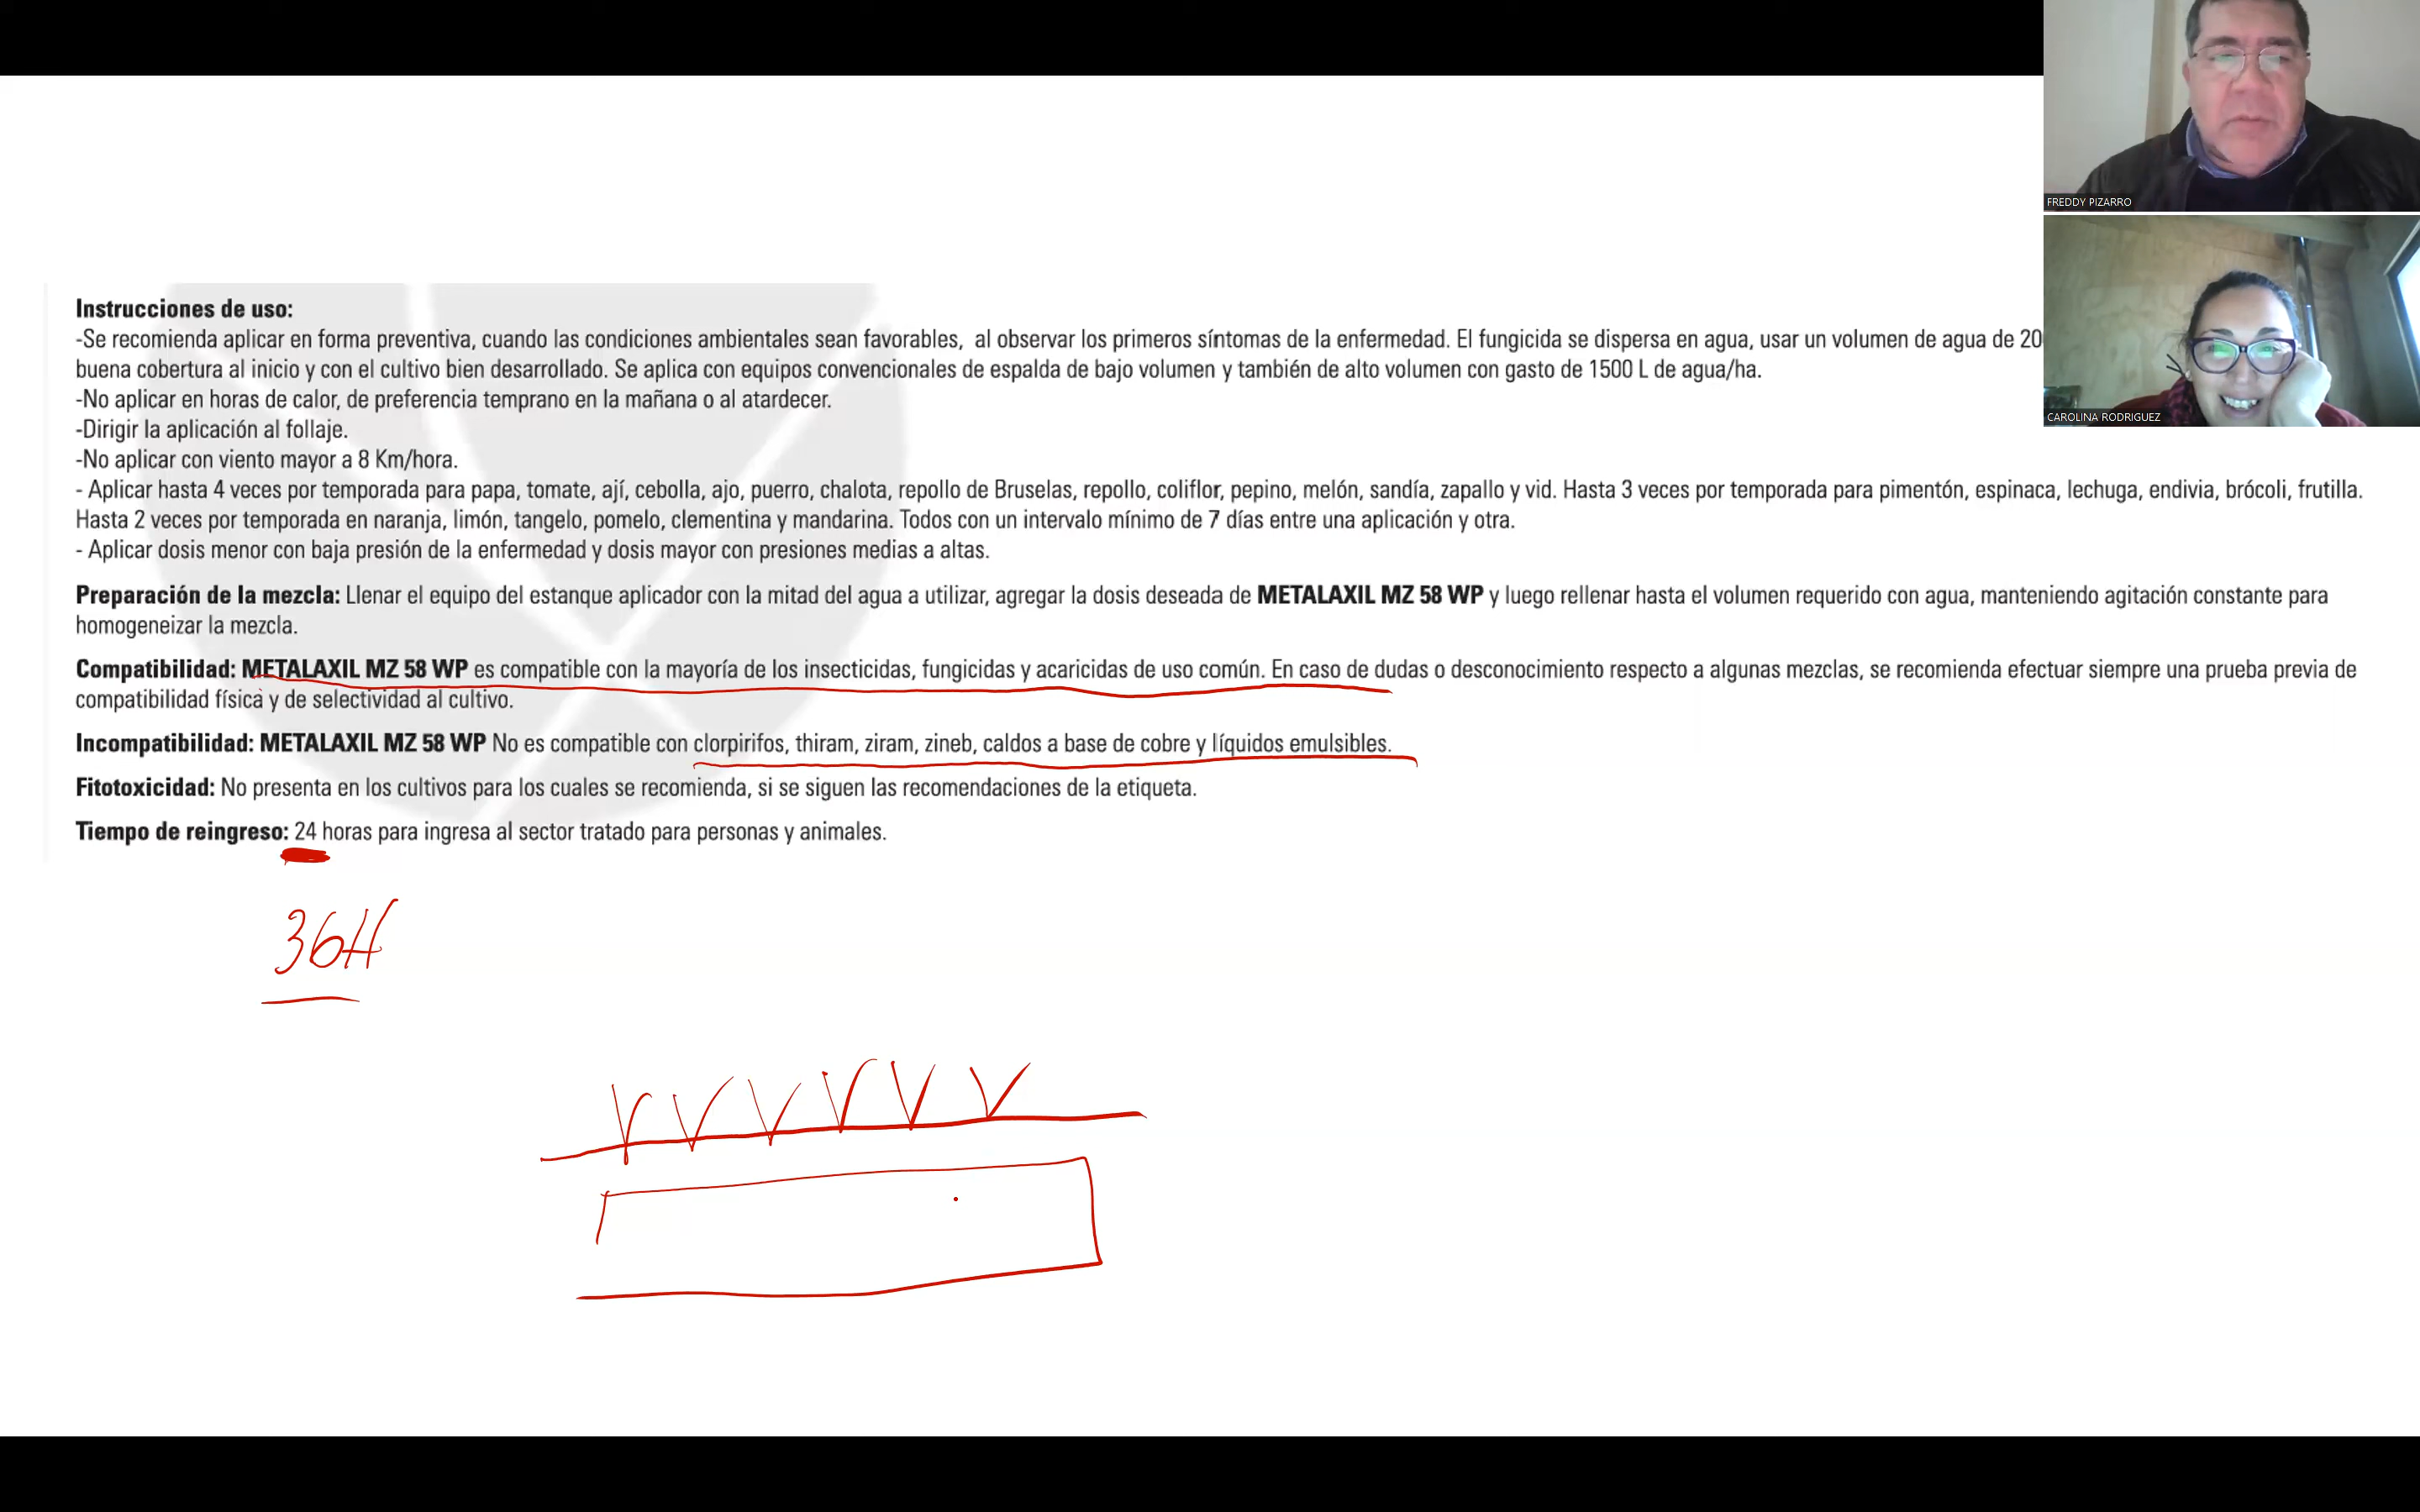 FREDDY PIZARRO
CAROLINA RODRIGUEZ
Instrucciones de uso:
-Se recomienda aplicar en forma preventiva, cuando las condiciones ambientales sean favorables, al observar los primeros síntomas de la enfermedad. El fungicida se dispersa en agua, usar un volumen de agua de 20
buena cobertura al inicio y con el cultivo bien desarrollado. Se aplica con equipos convencionales de espalda de bajo volumen y también de alto volumen con gasto de 1500 L de agua/ha.
-No aplicar en horas de calor, de preferencia temprano en la mañana o al atardecer.
-Dirigir la aplicación al follaje.
-No aplicar con viento mayor a 8 Km/hora.
- Aplicar hasta 4 veces por temporada para papa, tomate, ají, cebolla, ajo, puerro, chalota, repollo de Bruselas, repollo, coliflor, pepino, melón, sandía, zapallo y vid. Hasta 3 veces por temporada para pimentón, espinaca, lechuga, endivia, brócoli, frutilla.
Hasta 2 veces por temporada en naranja, limón, tangelo, pomelo, clementina y mandarina. Todos con un intervalo mínimo de 7 días entre una aplicación y otra.
- Aplicar dosis menor con baja presión de la enfermedad y dosis mayor con presiones medias a altas.
Preparación de la mezcla: Llenar el equipo del estanque aplicador con la mitad del agua a utilizar, agregar la dosis deseada de METALAXIL MZ 58 WP y luego rellenar hasta el volumen requerido con agua, manteniendo agitación constante para
homogeneizar la mezcla.
Compatibilidad: METALAXIL MZ 58 WP es compatible con la mayoría de los insecticidas, fungicidas y acaricidas de uso común. En caso de dudas o desconocimiento respecto a algunas mezclas, se recomienda efectuar siempre una prueba previa de
compatibilidad física y de selectividad al cultivo.
Incompatibilidad: METALAXIL MZ 58 WP No es compatible con clorpirifos, thiram, ziram, zineb, caldos a base de cobre y líquidos emulsibles.
Fitotoxicidad: No presenta en los cultivos para los cuales se recomienda, si se siguen las recomendaciones de la etiqueta.
Tiempo de reingreso: 24 horas para ingresa al sector tratado para personas y animales.
36H